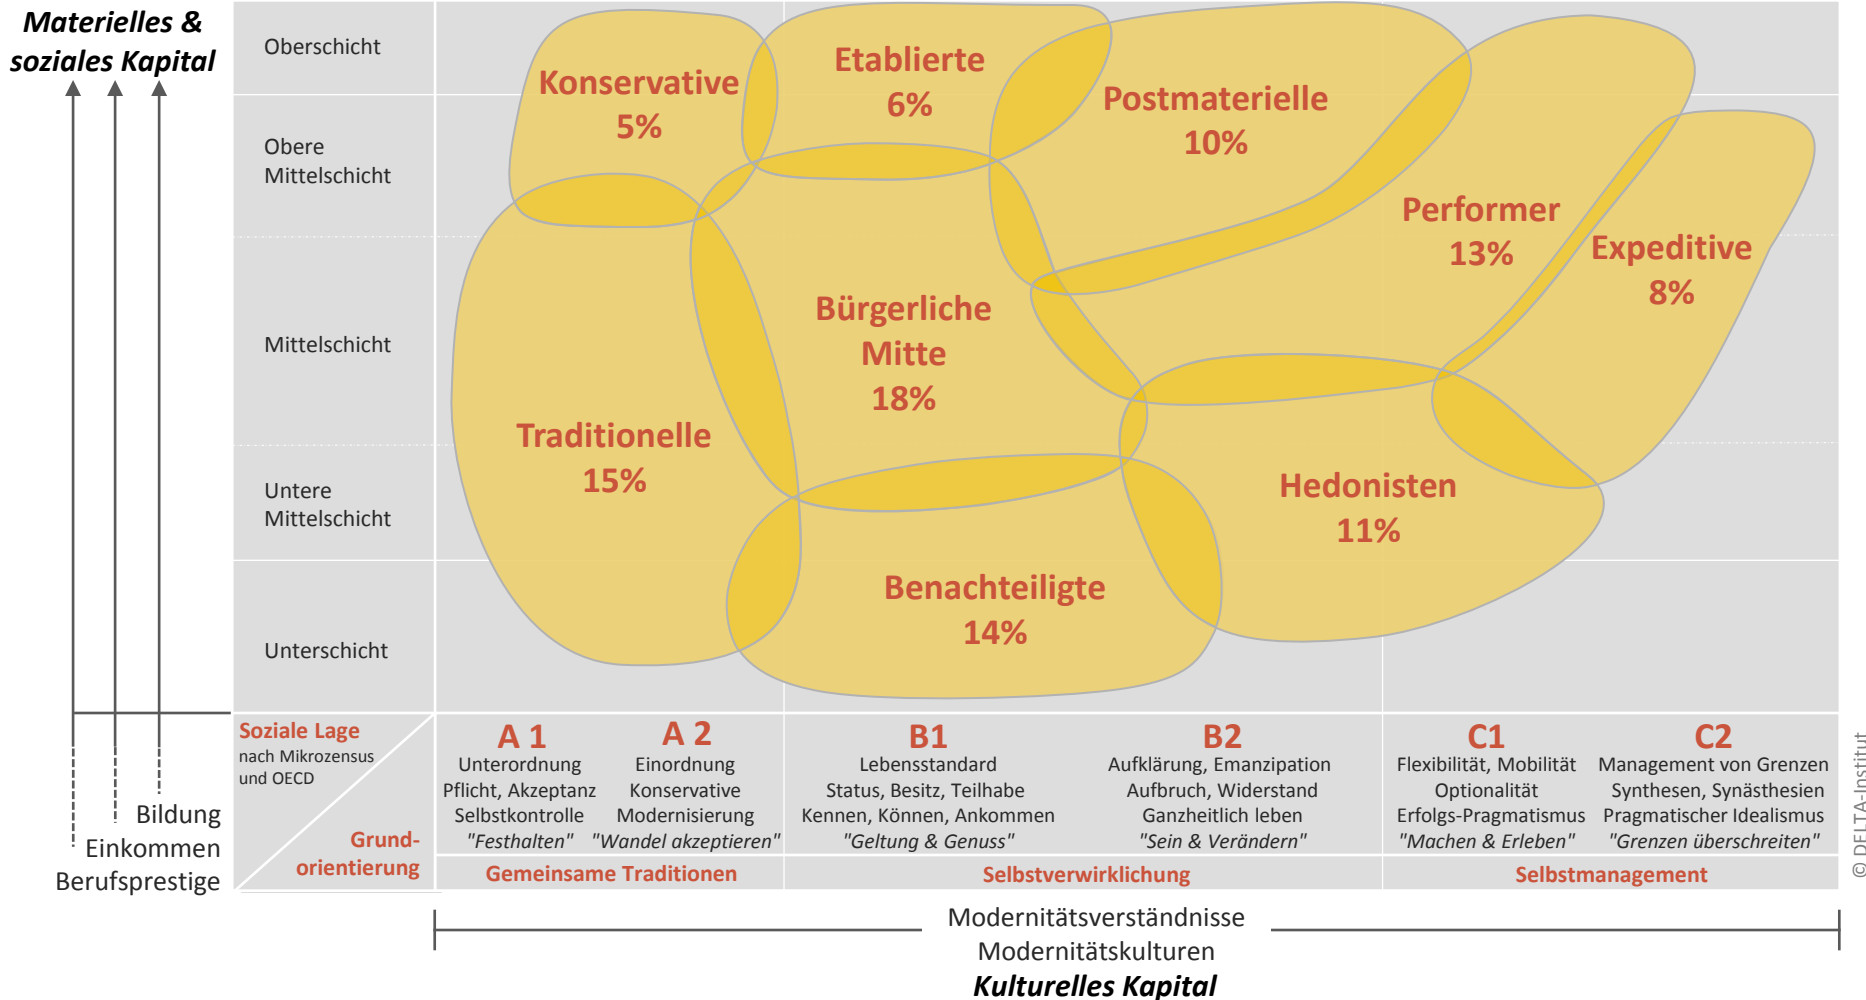 Materielles &
soziales Kapital
Oberschicht
Obere
Mittelschicht
Mittelschicht
Untere
Mittelschicht
Unterschicht
Konservative
5%
Etablierte
6%
Postmaterielle
10%
Performer
13%
Expeditive
8%
Bürgerliche
Mitte
18%
Traditionelle
15%
Hedonisten
11%
Benachteiligte
14%
Soziale Lage
nach Mikrozensus
und OECD
Grund-
orientierung
Bildung
Einkommen
Berufsprestige
A 1
Unterordnung
Pflicht, Akzeptanz
Selbstkontrolle
"Festhalten"
A 2
Einordnung
Konservative
Modernisierung
"Wandel akzeptieren"
B1
Lebensstandard
Status, Besitz, Teilhabe
Kennen, Können, Ankommen
"Geltung & Genuss"
B2
Aufklärung, Emanzipation
Aufbruch, Widerstand
Ganzheitlich leben
"Sein & Verändern"
C1
Flexibilität, Mobilität
Optionalität
Erfolgs-Pragmatismus
"Machen & Erleben"
C2
Management von Grenzen
Synthesen, Synästhesien
Pragmatischer Idealismus
"Grenzen überschreiten"
Gemeinsame Traditionen
Selbstverwirklichung
Selbstmanagement
© DELTA-Institut
Modernitätsverständnisse
Modernitätskulturen
Kulturelles Kapital